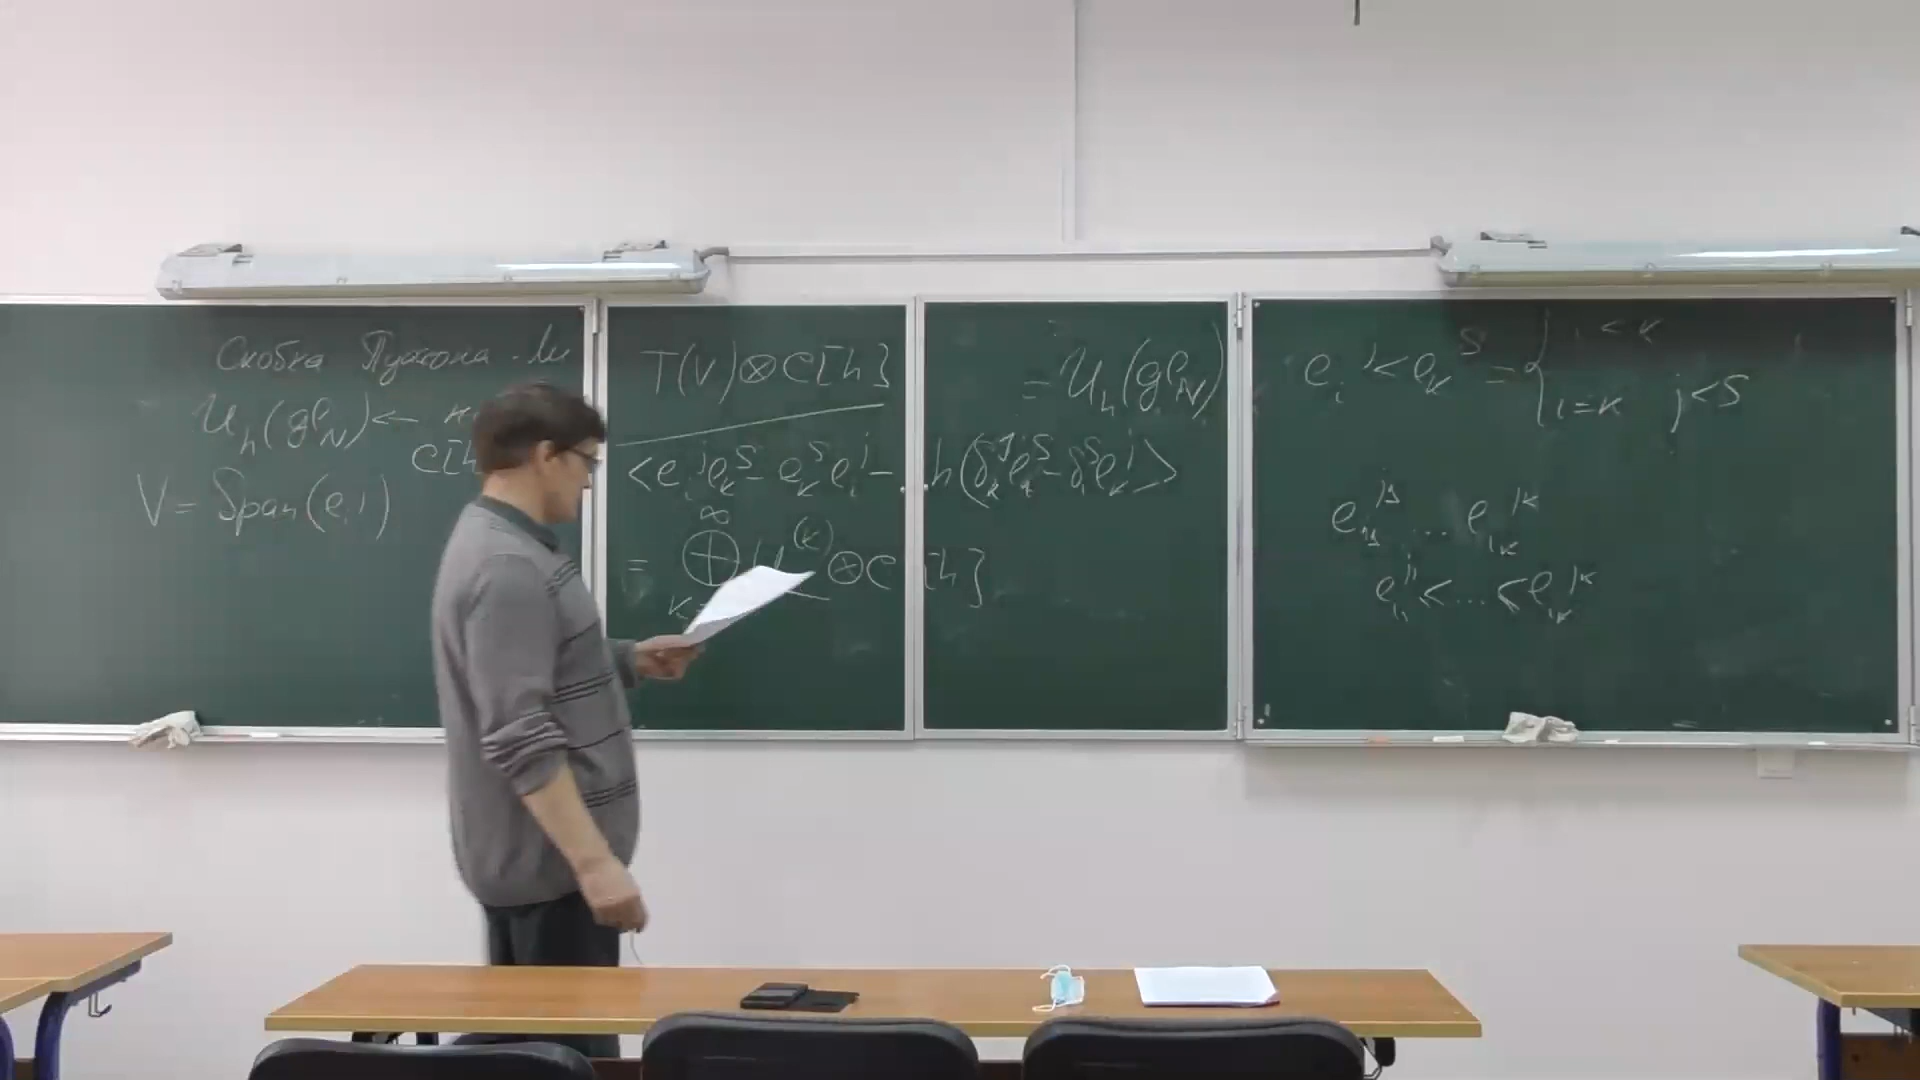 Скобка Пуассона - Ли
U_h(gl_N) ←
C[h
V = Span(e_i^j)
T(V)⊗C[h] / <e_i^j e_k^s - e_k^s e_i^j - h(δ_k^j e_i^s - δ_i^s e_k^j)> = U_h(gl_N)
= ⊕ ^∞ U^(k) ⊗ C[h]
e_i^j < e_k^s = { i < k
i = k j < s
e_{i_1}^{j_1} ... e_{i_k}^{j_k}
e_{i_1}^{j_1} < ... < e_{i_k}^{j_k}